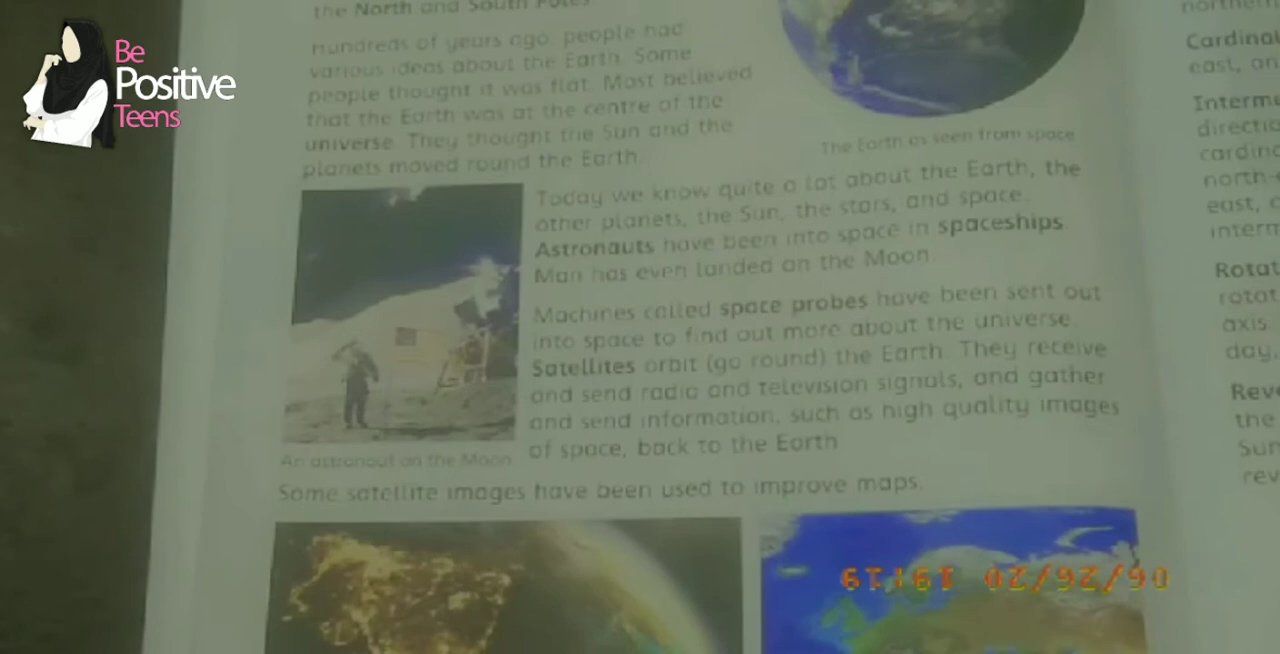 Be
Positive
Teens
the North and South Poles
Hundreds of years ago, people had
various ideas about the Earth. Some
people thought it was flat. Most believed
that the Earth was at the centre of the
universe. They thought the Sun and the
planets moved round the Earth.
The Earth as seen from space
Today we know quite a lot about the Earth, the
other planets, the Sun, the stars, and space.
Astronauts have been into space in spaceships.
Man has even landed on the Moon.
Machines called space probes have been sent out
into space to find out more about the universe.
Satellites orbit (go round) the Earth. They receive
and send radio and television signals, and gather
and send information, such as high quality images
of space, back to the Earth
An astronaut on the Moon
Some satellite images have been used to improve maps.
northern
Cardinal
east, an
directio
cardina
north-e
east,
interm
Rotat
rotat
axis.
day,
Reve
the
Sun
rev